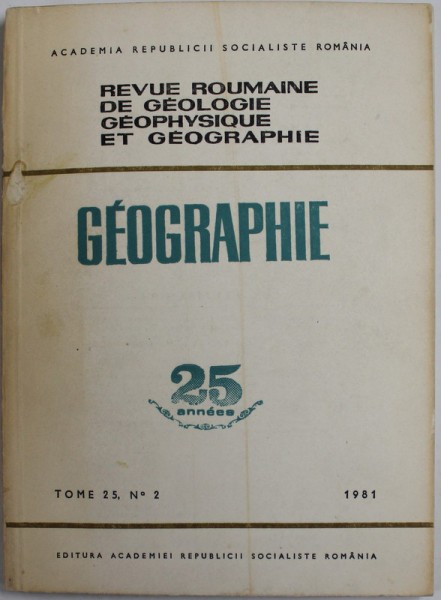 ACADEMIA REPUBLICII SOCIALISTE ROMÂNIA
REVUE ROUMAINE
DE GÉOLOGIE
GÉOPHYSIQUE
ET GÉOGRAPHIE
GÉOGRAPHIE
25
années
TOME 25, Nº 2 1981
EDITURA ACADEMIEI REPUBLICII SOCIALISTE ROMÂNIA